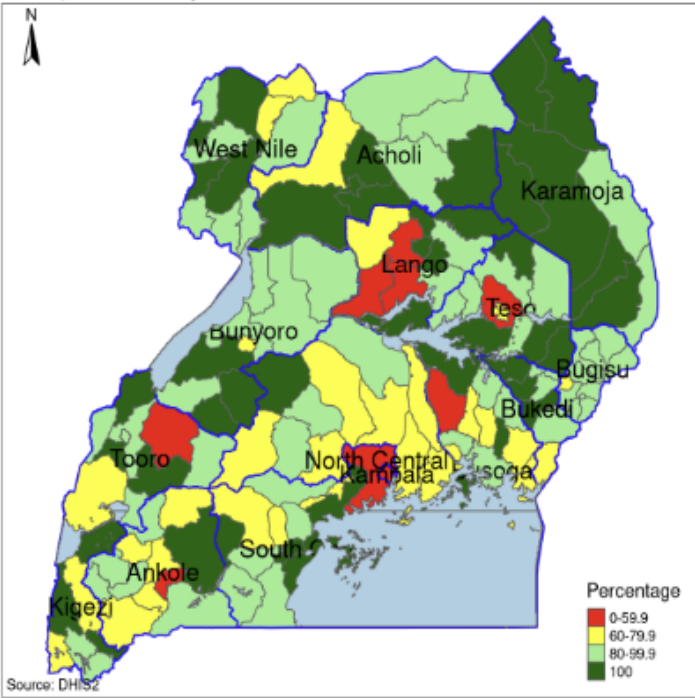 N
West Nile
Acholi
Karamoja
Lango
Teso
Bunyoro
Bugisu
Bukedi
Tooro
North Central
Kampala
soga
South
Ankole
Kigezi
Percentage
0-59.9
60-79.9
80-99.9
100
Source: DHIS2